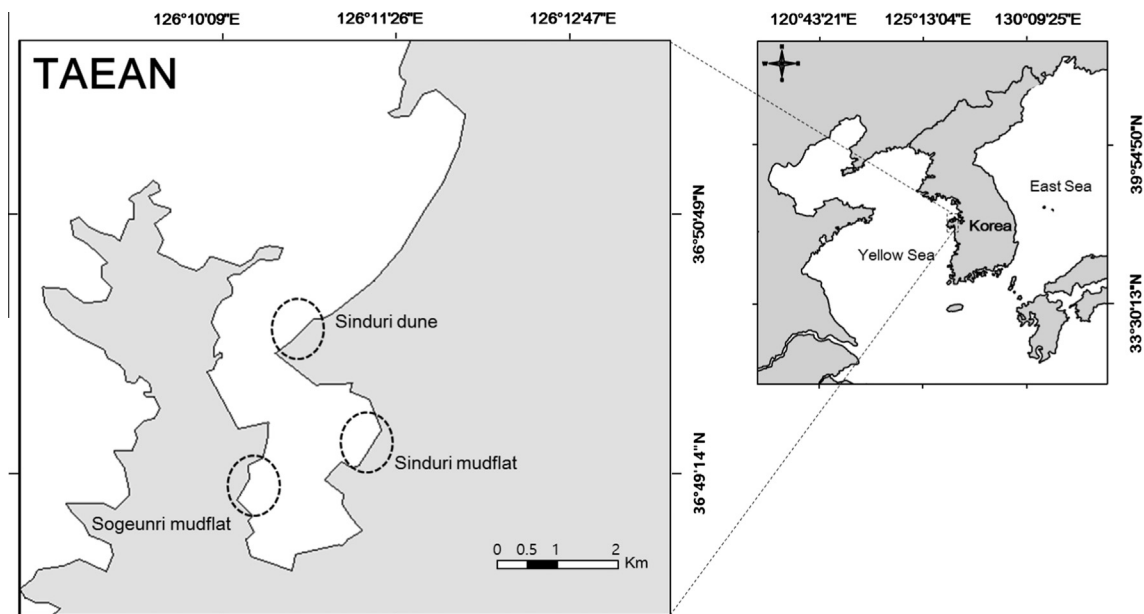 126°10'09"E 126°11'26"E 126°12'47"E
TAEAN
36°50'49"N
Sinduri dune
Sinduri mudflat
36°49'14"N
Sogeunri mudflat
0 0.5 1 2
Km
120°43'21"E 125°13'04"E 130°09'25"E
39°54'50"N
East Sea
Korea
Yellow Sea
33°30'13"N